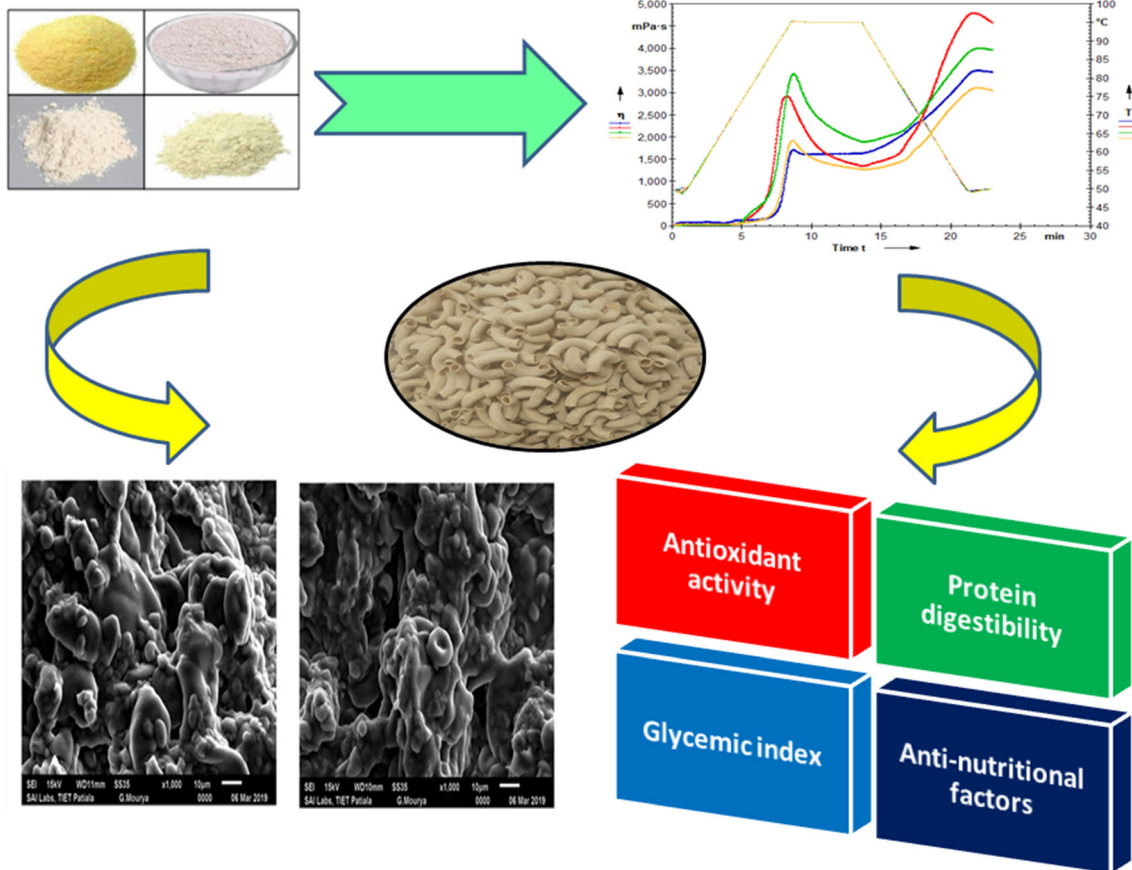 5,000
mPa·s
4,000
3,500
3,000
η
2,500
2,000
1,500
1,000
500
0
100
°C
90
85
80
75
T
70
65
60
55
50
45
40
0
5
10
15
20
min
30
Time t
SEI 15kV WD11mm SS35 x1,000 10µm
SAI Labs, TIET Patiala G.Mourya 0000 06 Mar 2019
SEI 15kV WD10mm SS35 x1,000 10µm
SAI Labs, TIET Patiala G.Mourya 0000 06 Mar 2019
Antioxidant
activity
Protein
digestibility
Glycemic index
Anti-nutritional
factors